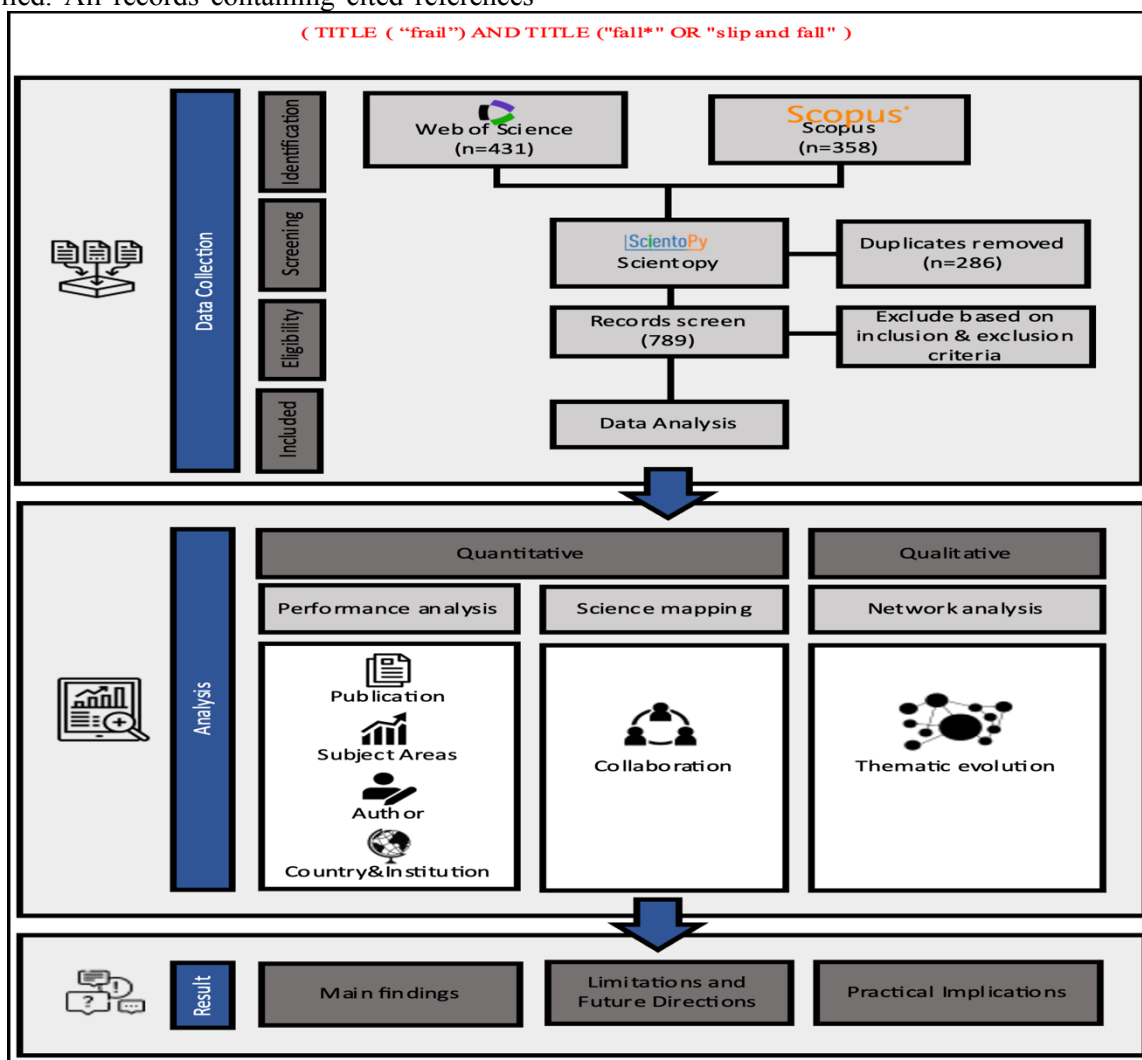 ned. All records containing cited references
( TITLE ( “frail”) AND TITLE ("fall*" OR "slip and fall" )
Data Collection
Identification
Screening
Eligibility
Included
Web of Science
(n=431)
Scopus
Scopus
(n=358)
ScientoPy
Scientopy
Duplicates removed
(n=286)
Records screen
(789)
Exclude based on
inclusion & exclusion
criteria
Data Analysis
Analysis
Quantitative
Qualitative
Performance analysis
Science mapping
Network analysis
Publication
Subject Areas
Author
Country&Institution
Collaboration
Thematic evolution
Result
Main findings
Limitations and
Future Directions
Practical Implications